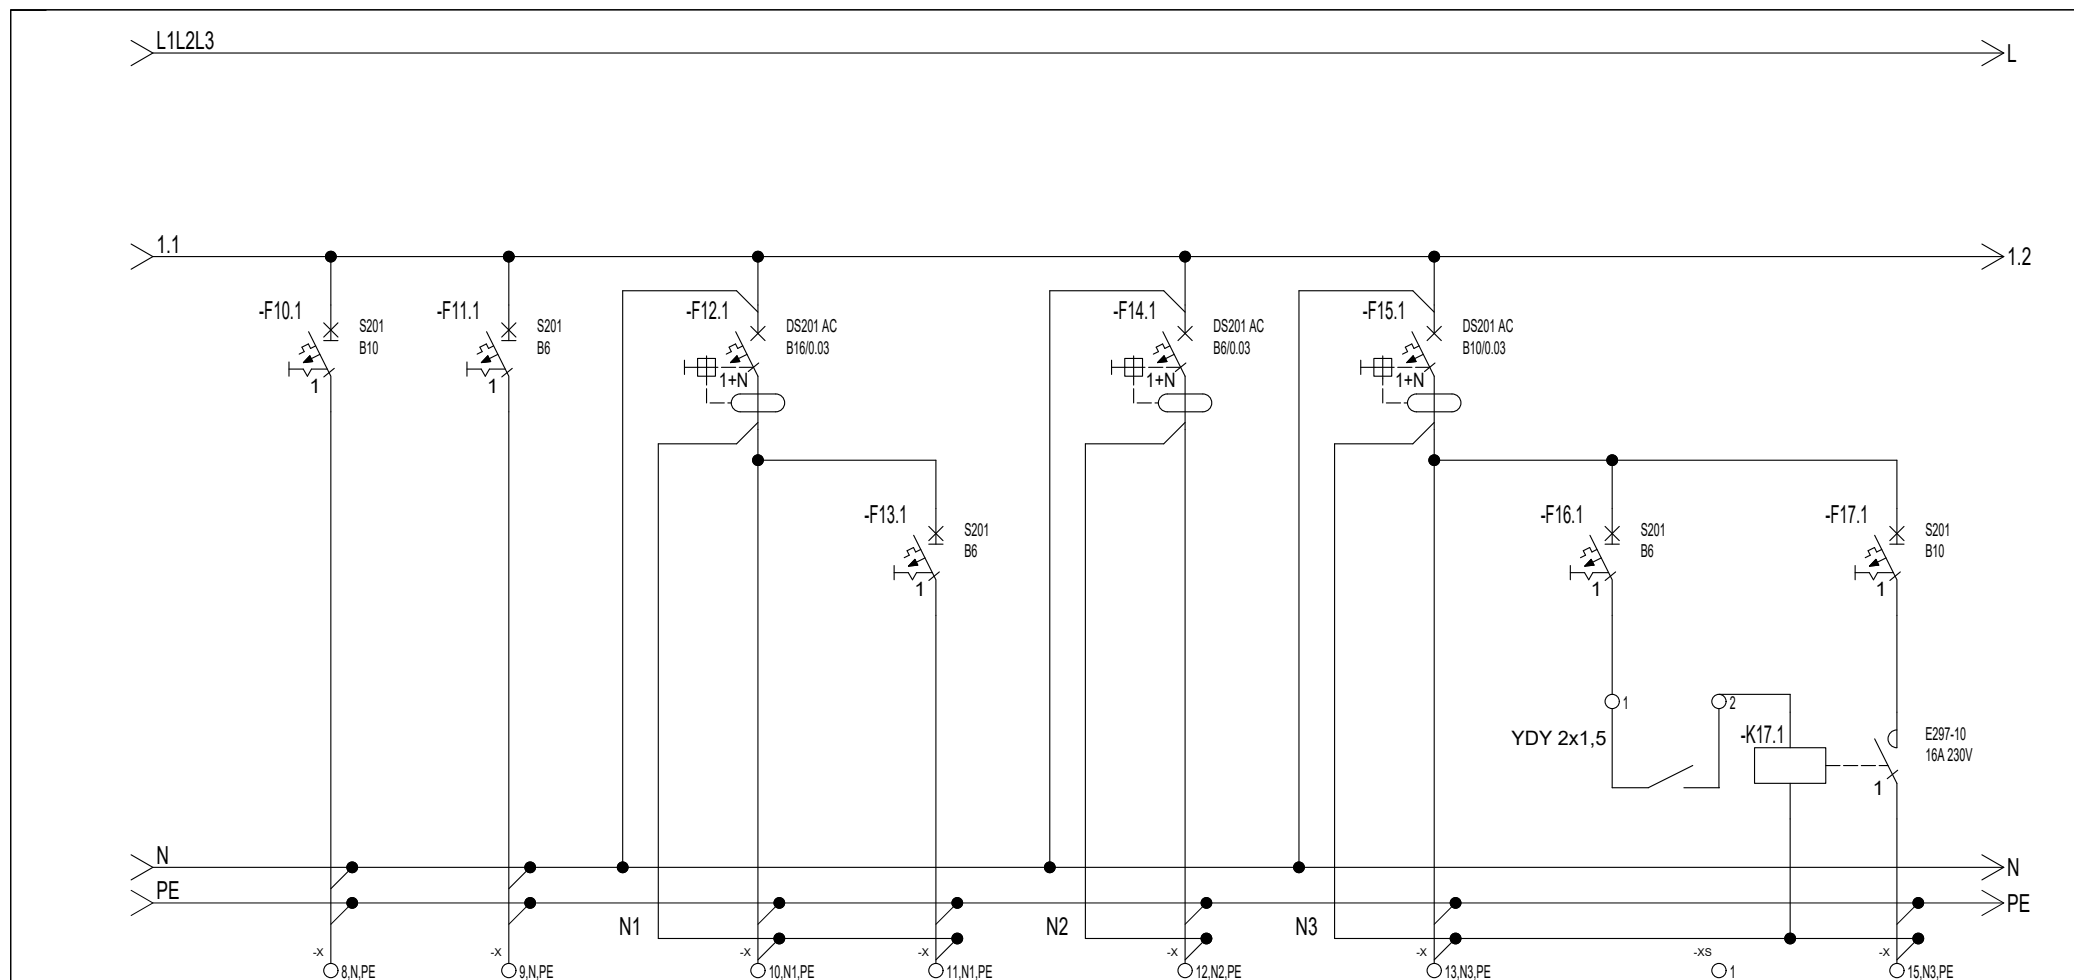 L1L2L3
L
1.1
1.2
-F10.1
S201
B10
1
-F11.1
S201
B6
1
-F12.1
DS201 AC
B16/0.03
1+N
-F14.1
DS201 AC
B6/0.03
1+N
-F15.1
DS201 AC
B10/0.03
1+N
-F13.1
S201
B6
1
-F16.1
S201
B6
1
-F17.1
S201
B10
1
1
2
YDY 2x1,5
-K17.1
E297-10
16A 230V
1
N
N
PE
PE
N1
N2
N3
-X
8,N,PE
-X
9,N,PE
-X
10,N1,PE
-X
11,N1,PE
-X
12,N2,PE
-X
13,N3,PE
-XS
1
-X
15,N3,PE